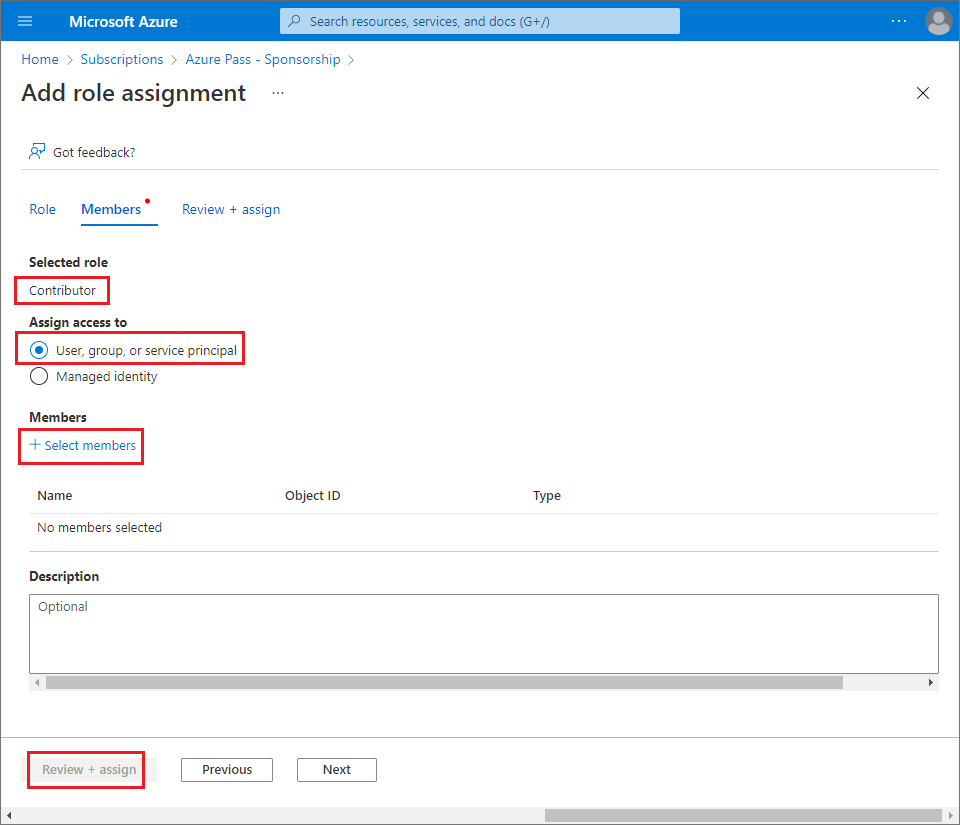 Microsoft Azure
Search resources, services, and docs (G+/)
Home > Subscriptions > Azure Pass - Sponsorship >
Add role assignment ...
Got feedback?
Role Members Review + assign
Selected role
Contributor
Assign access to
User, group, or service principal
Managed identity
Members
+ Select members
Name Object ID Type
No members selected
Description
Optional
Review + assign Previous Next